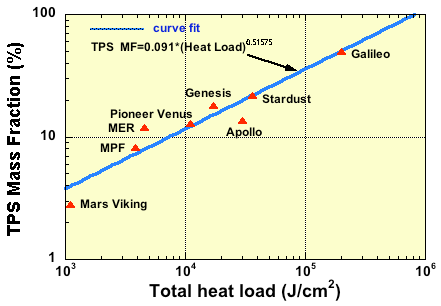 100
curve fit
TPS MF=0.091*(Heat Load)^0.51575
Galileo
Genesis
Stardust
Pioneer Venus
10
MER
Apollo
MPF
Mars Viking
1
10^3 10^4 10^5 10^6
Total heat load (J/cm^2)
TPS Mass Fraction (%)